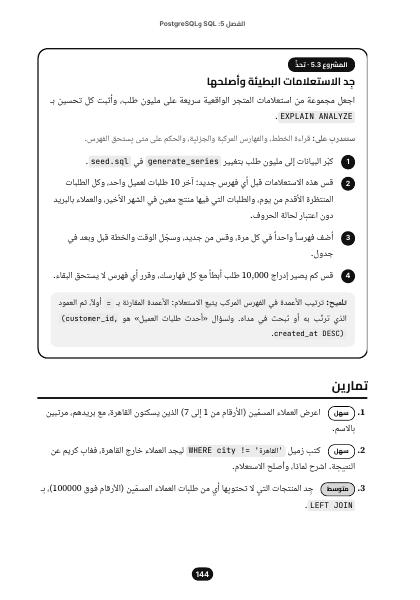 الفصل 5: SQL وPostgreSQL
المشروع 5.3 · تحدٍّ
جِد الاستعلامات البطيئة وأصلحها
اجعل مجموعة من استعلامات المتجر الواقعية سريعة على مليون طلب، وأثبت كل تحسين بـ
EXPLAIN ANALYZE.
ستتدرب على: قراءة الخطط، والفهارس المركبة والجزئية، والحكم على متى يستحق الفهرس.
1 كبّر البيانات إلى مليون طلب بتغيير generate_series في seed.sql.
2 قس هذه الاستعلامات قبل أي فهرس جديد: آخر 10 طلبات لعميل واحد، وكل الطلبات
المنتظرة الأقدم من يوم، والطلبات التي فيها منتج معين في الشهر الأخير، والعملاء بالبريد
دون اعتبار لحالة الحروف.
3 أضف فهرساً واحداً في كل مرة، وقس من جديد، وسجّل الوقت والخطة قبل وبعد في
جدول.
4 قس كم يصير إدراج 10,000 طلب أبطأ مع كل فهارسك، وقرر أي فهرس لا يستحق البقاء.
تلميح: ترتيب الأعمدة في الفهرس المركب يتبع الاستعلام: الأعمدة المقارنة بـ = أولاً، ثم العمود
الذي ترتّب به أو تبحث في مداه. ولسؤال «أحدث طلبات العميل» هو (customer_id,
created_at DESC).
تمارين
1. سهل اعرض العملاء المسمّين (الأرقام من 1 إلى 7) الذين يسكنون القاهرة، مع بريدهم، مرتبين
بالاسم.
2. سهل كتب زميل WHERE city != 'القاهرة' ليجد العملاء خارج القاهرة، فغاب كريم عن
النتيجة. اشرح لماذا، وأصلح الاستعلام.
3. متوسط جِد المنتجات التي لا تحتويها أي من طلبات العملاء المسمّين (الأرقام فوق 100000)، بـ
LEFT JOIN.
144